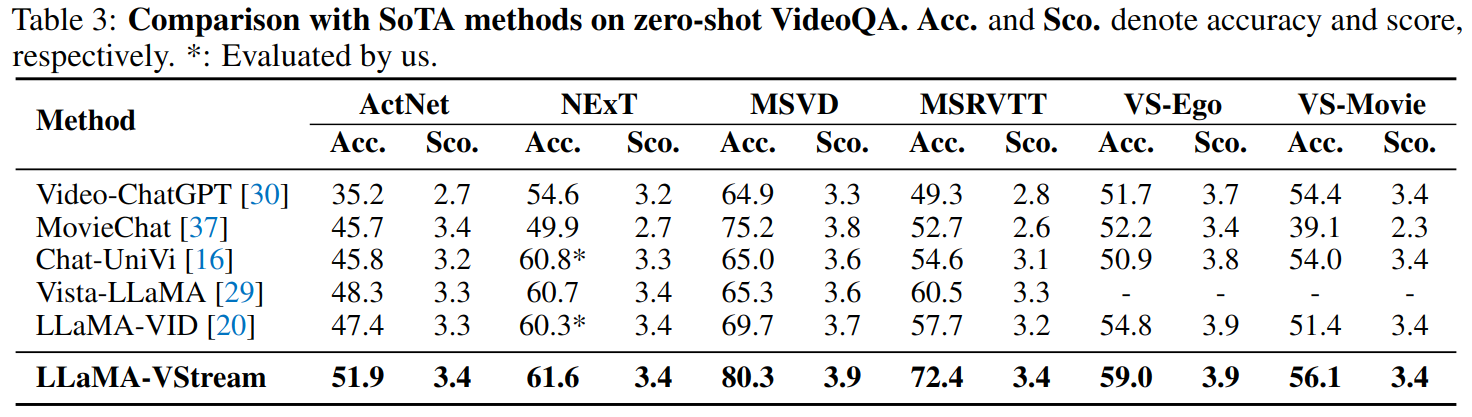 Table 3: Comparison with SoTA methods on zero-shot VideoQA. Acc. and Sco. denote accuracy and score,
respectively. *: Evaluated by us.
Method ActNet NExT MSVD MSRVTT VS-Ego VS-Movie
Acc. Sco. Acc. Sco. Acc. Sco. Acc. Sco. Acc. Sco. Acc. Sco.
Video-ChatGPT [30] 35.2 2.7 54.6 3.2 64.9 3.3 49.3 2.8 51.7 3.7 54.4 3.4
MovieChat [37] 45.7 3.4 49.9 2.7 75.2 3.8 52.7 2.6 52.2 3.4 39.1 2.3
Chat-UniVi [16] 45.8 3.2 60.8* 3.3 65.0 3.6 54.6 3.1 50.9 3.8 54.0 3.4
Vista-LLaMA [29] 48.3 3.3 60.7 3.4 65.3 3.6 60.5 3.3 - - - -
LLaMA-VID [20] 47.4 3.3 60.3* 3.4 69.7 3.7 57.7 3.2 54.8 3.9 51.4 3.4
LLaMA-VStream 51.9 3.4 61.6 3.4 80.3 3.9 72.4 3.4 59.0 3.9 56.1 3.4